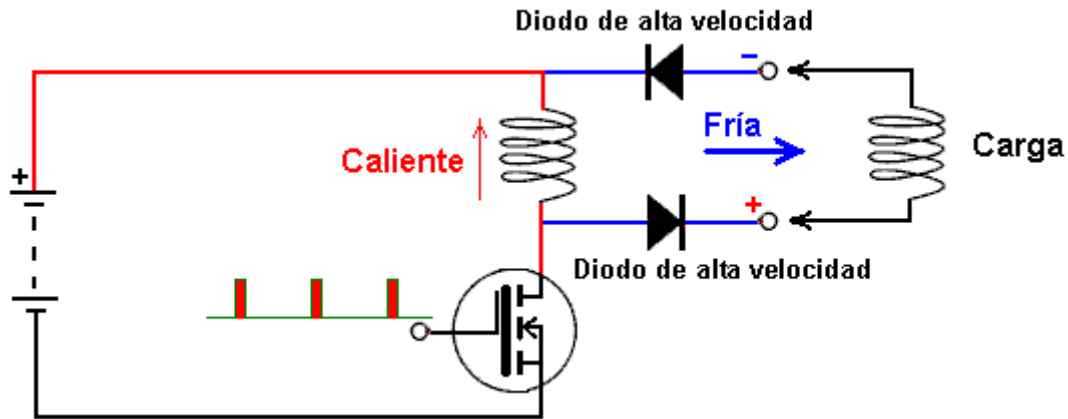 Diodo de alta velocidad
−
Fría
Caliente
Carga
+
+
Diodo de alta velocidad